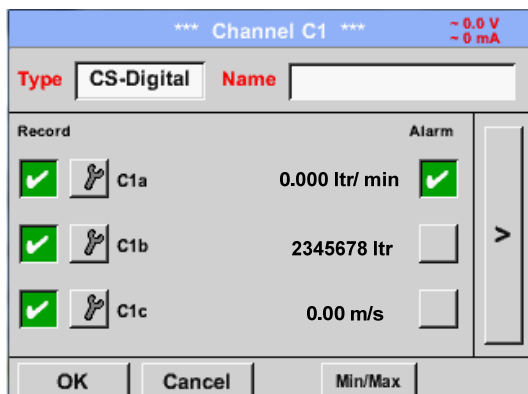 *** Channel C1 ***
~ 0.0 V
~ 0 mA
Type CS-Digital Name
Record Alarm
C1a 0.000 ltr/ min
C1b 2345678 ltr
>
C1c 0.00 m/s
OK Cancel Min/Max